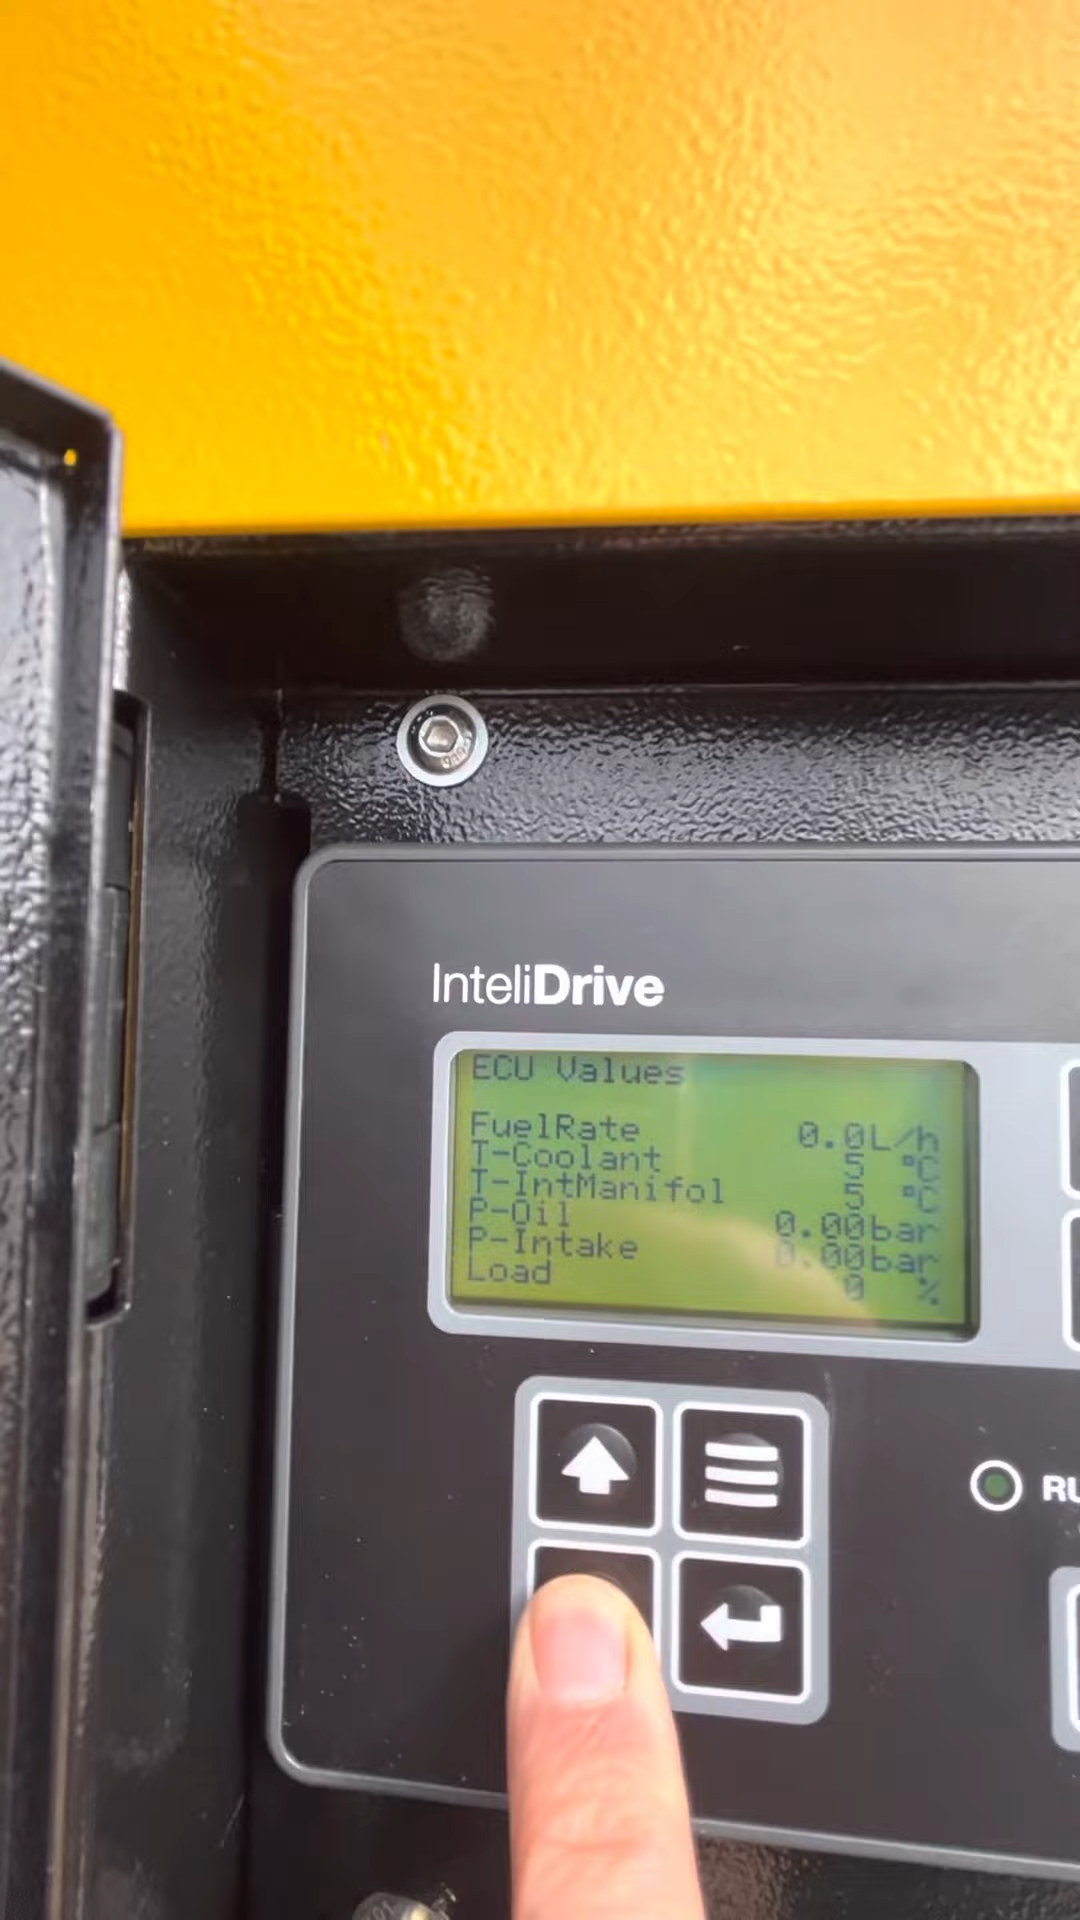 InteliDrive
ECU Values
FuelRate 0.0L/h
T-Coolant 5 °C
T-IntManifol 5 °C
P-Oil 0.00bar
P-Intake 0.00bar
Load 0 %